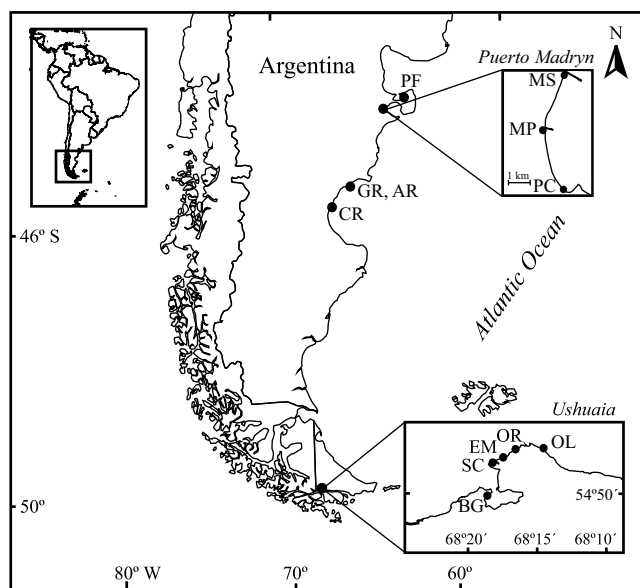 Argentina
Puerto Madryn
PF
MS
MP
1 km
PC
GR, AR
CR
46º S
Atlantic Ocean
N
Ushuaia
OR
OL
EM
SC
BG
54º50´
68º20´ 68º15´ 68º10´
50º
80º W 70º 60º